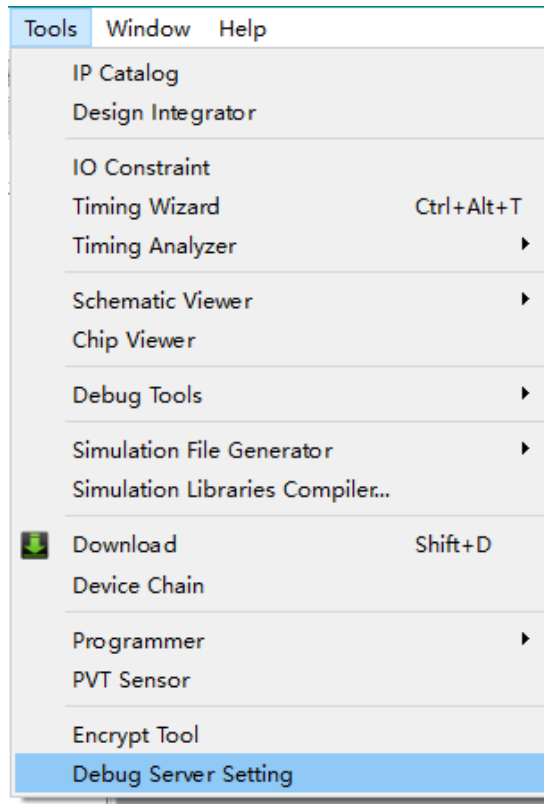 Tools Window Help
IP Catalog
Design Integrator
IO Constraint
Timing Wizard Ctrl+Alt+T
Timing Analyzer
Schematic Viewer
Chip Viewer
Debug Tools
Simulation File Generator
Simulation Libraries Compiler...
Download Shift+D
Device Chain
Programmer
PVT Sensor
Encrypt Tool
Debug Server Setting